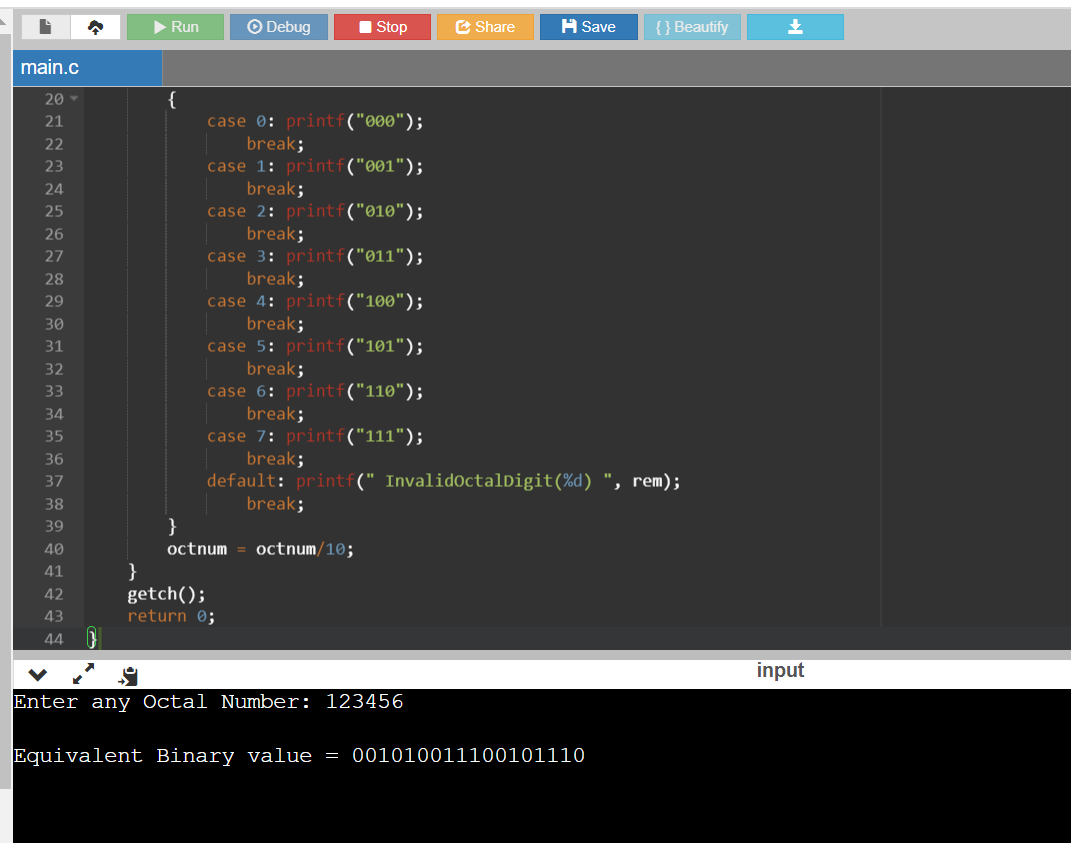 Run Debug Stop Share Save { } Beautify
main.c
20 {
21 case 0: printf("000");
22 break;
23 case 1: printf("001");
24 break;
25 case 2: printf("010");
26 break;
27 case 3: printf("011");
28 break;
29 case 4: printf("100");
30 break;
31 case 5: printf("101");
32 break;
33 case 6: printf("110");
34 break;
35 case 7: printf("111");
36 break;
37 default: printf(" InvalidOctalDigit(%d) ", rem);
38 break;
39 }
40 octnum = octnum/10;
41 }
42 getch();
43 return 0;
44 }
input
Enter any Octal Number: 123456
Equivalent Binary value = 001010011100101110